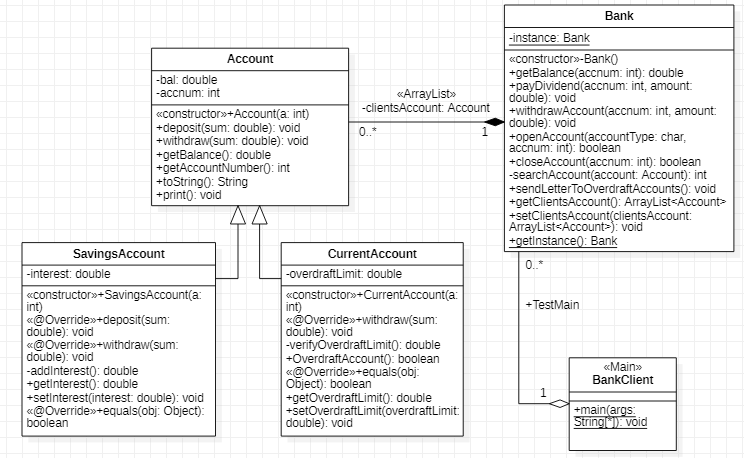 Account
-bal: double
-accnum: int
«constructor»+Account(a: int)
+deposit(sum: double): void
+withdraw(sum: double): void
+getBalance(): double
+getAccountNumber(): int
+toString(): String
+print(): void
«ArrayList»
-clientsAccount: Account
0..*
1
Bank
-instance: Bank
«constructor»-Bank()
+getBalance(accnum: int): double
+payDividend(accnum: int, amount:
double): void
+withdrawAccount(accnum: int, amount:
double): void
+openAccount(accountType: char,
accnum: int): boolean
+closeAccount(accnum: int): boolean
-searchAccount(account: Account): int
+sendLetterToOverdraftAccounts(): void
+getClientsAccount(): ArrayList<Account>
+setClientsAccount(clientsAccount:
ArrayList<Account>): void
+getInstance(): Bank
SavingsAccount
-interest: double
«constructor»+SavingsAccount(a:
int)
«@Override»+deposit(sum:
double): void
«@Override»+withdraw(sum:
double): void
-addInterest(): double
+getInterest(): double
+setInterest(interest: double): void
«@Override»+equals(obj: Object):
boolean
CurrentAccount
-overdraftLimit: double
«constructor»+CurrentAccount(a:
int)
«@Override»+withdraw(sum:
double): void
-verifyOverdraftLimit(): double
+OverdraftAccount(): boolean
«@Override»+equals(obj:
Object): boolean
+getOverdraftLimit(): double
+setOverdraftLimit(overdraftLimit:
double): void
0..*
+TestMain
1
«Main»
BankClient
+main(args:
String[*]): void